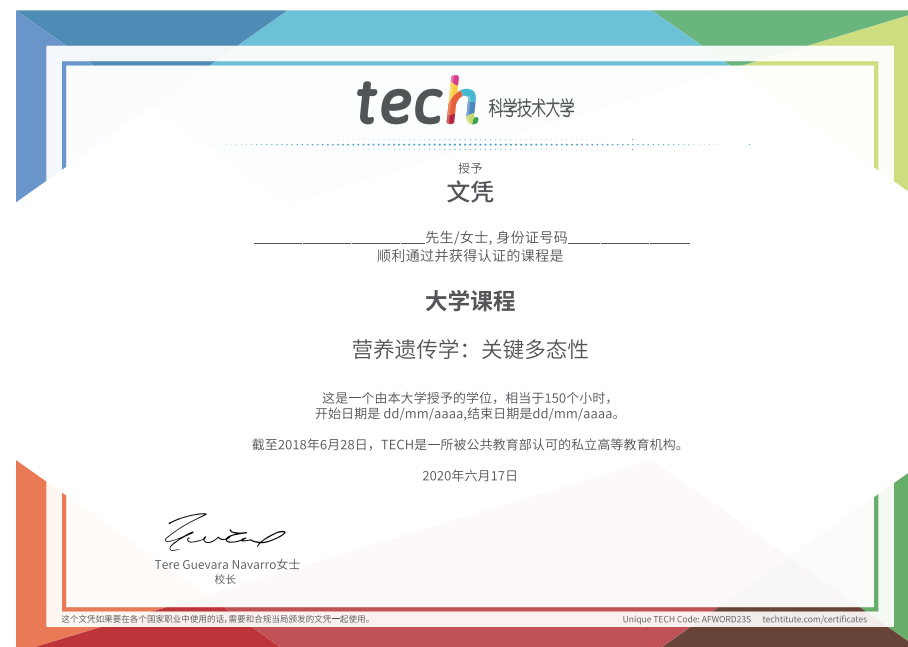 tech 科学技术大学
授予
文凭
先生/女士, 身份证号码
顺利通过并获得认证的课程是
大学课程
营养遗传学：关键多态性
这是一个由本大学授予的学位，相当于150个小时，
开始日期是 dd/mm/aaaa,结束日期是dd/mm/aaaa。
截至2018年6月28日，TECH是一所被公共教育部认可的私立高等教育机构。
2020年六月17日
Tere Guevara Navarro女士
校长
这个文凭如果要在各个国家职业中使用的话,需要和合规当局颁发的文凭一起使用。
Unique TECH Code: AFWORD23S techtitute.com/certificates